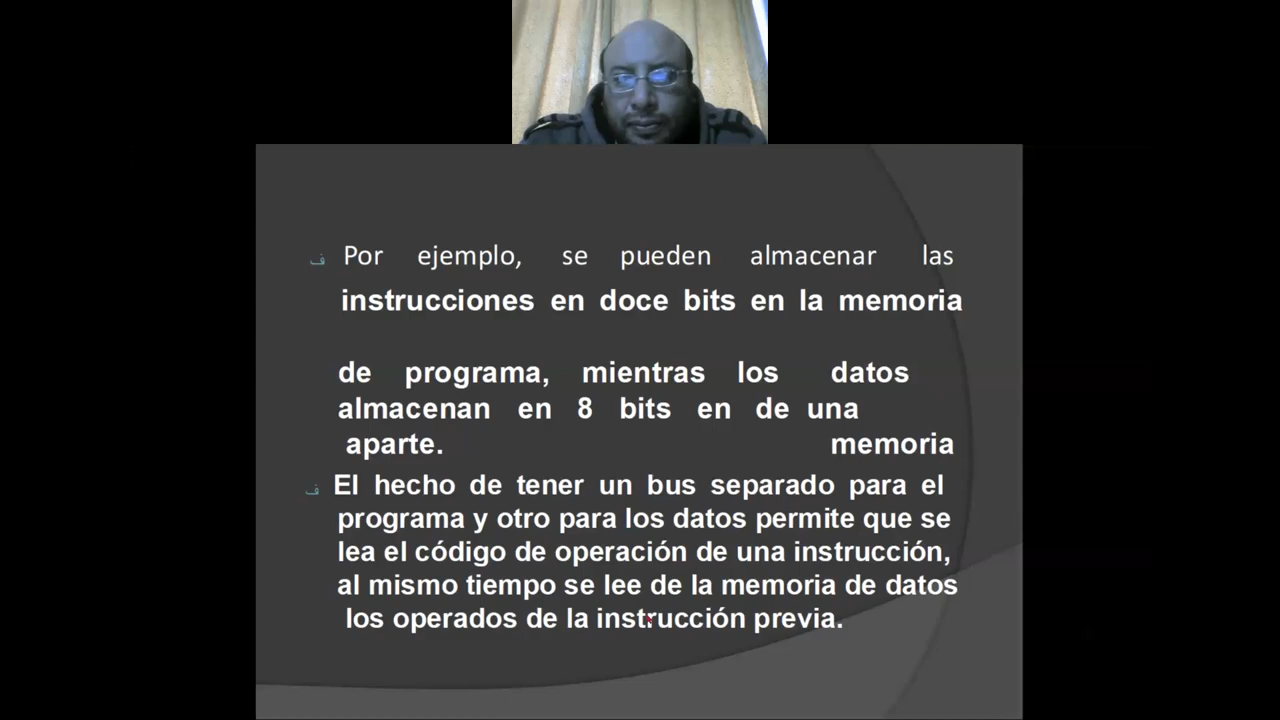 ف Por ejemplo, se pueden almacenar las
instrucciones en doce bits en la memoria
de programa, mientras los datos
almacenan en 8 bits en de una
aparte. memoria
ف El hecho de tener un bus separado para el
programa y otro para los datos permite que se
lea el código de operación de una instrucción,
al mismo tiempo se lee de la memoria de datos
los operados de la instrucción previa.